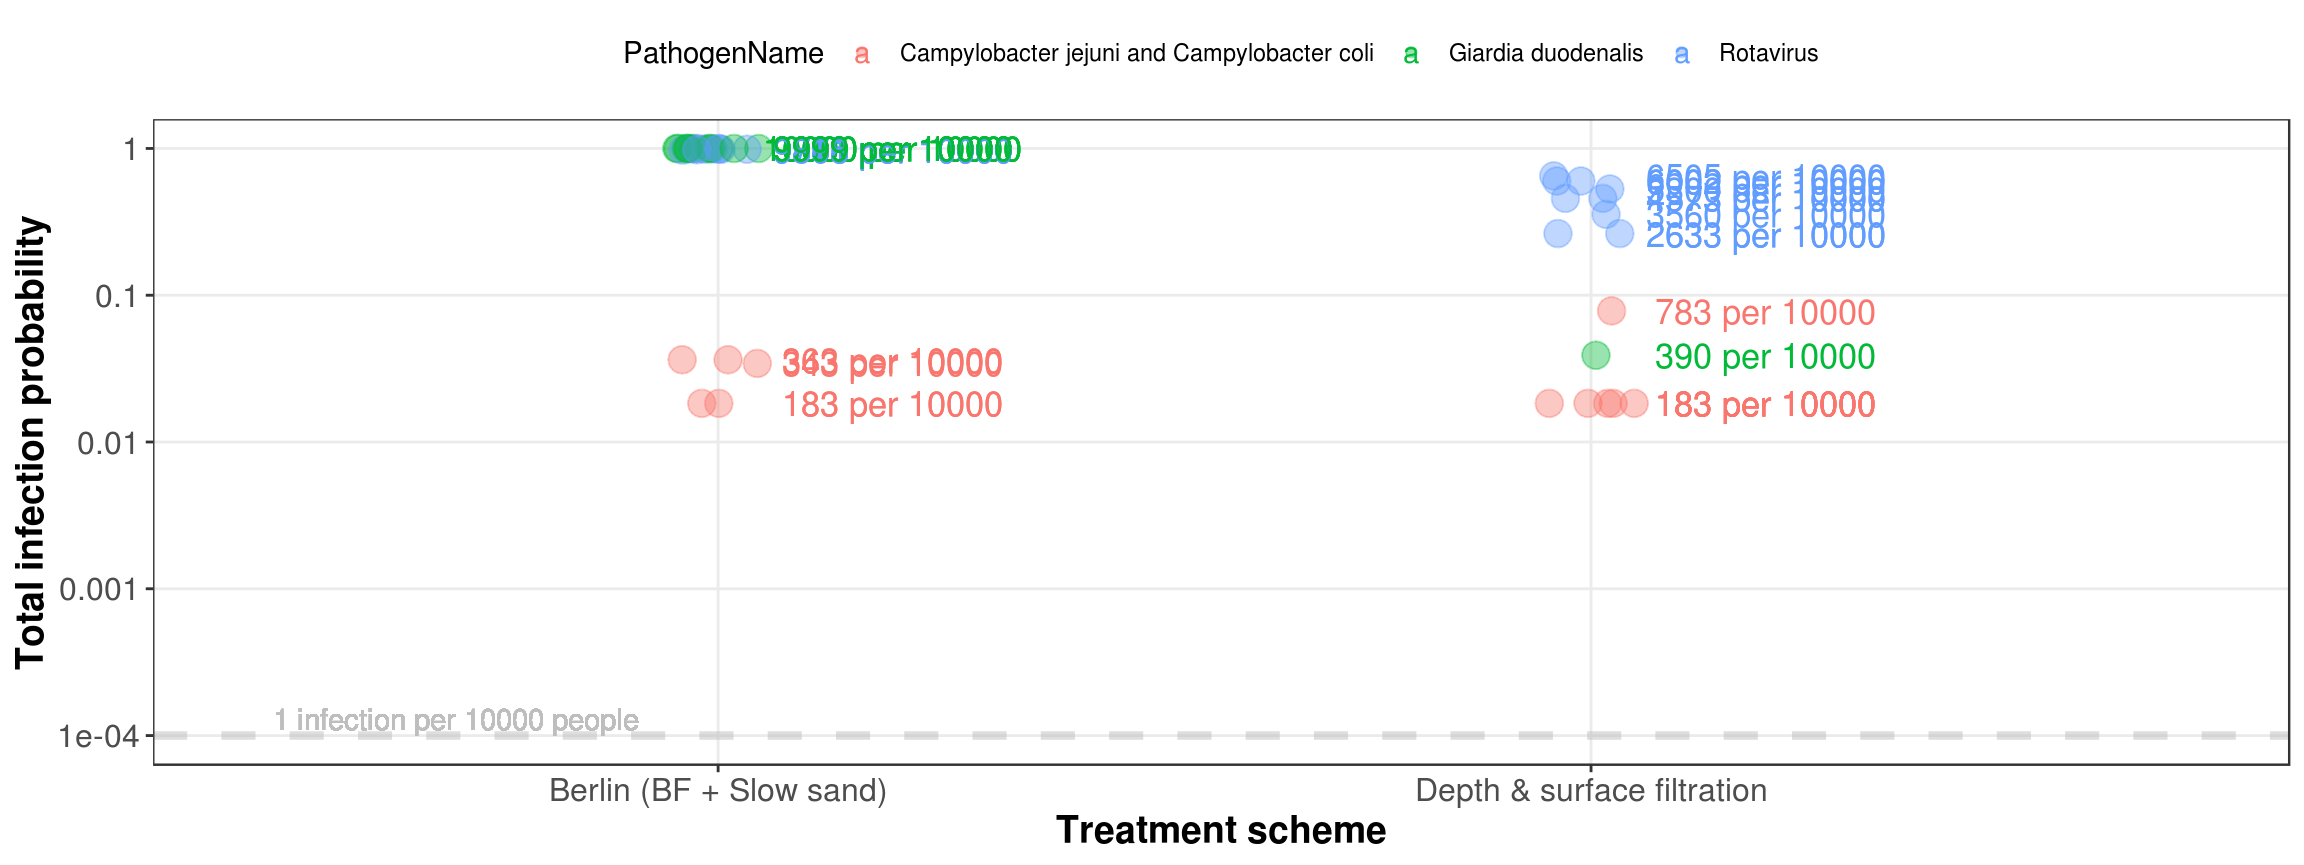 PathogenName a Campylobacter jejuni and Campylobacter coli a Giardia duodenalis a Rotavirus
Total infection probability
1
0.1
0.01
0.001
1e-04
per 10000
6505 per 10000
per 10000
per 10000
3560 per 10000
2633 per 10000
783 per 10000
363 per 10000
343 per 10000
390 per 10000
183 per 10000
183 per 10000
1 infection per 10000 people
Berlin (BF + Slow sand)
Depth & surface filtration
Treatment scheme